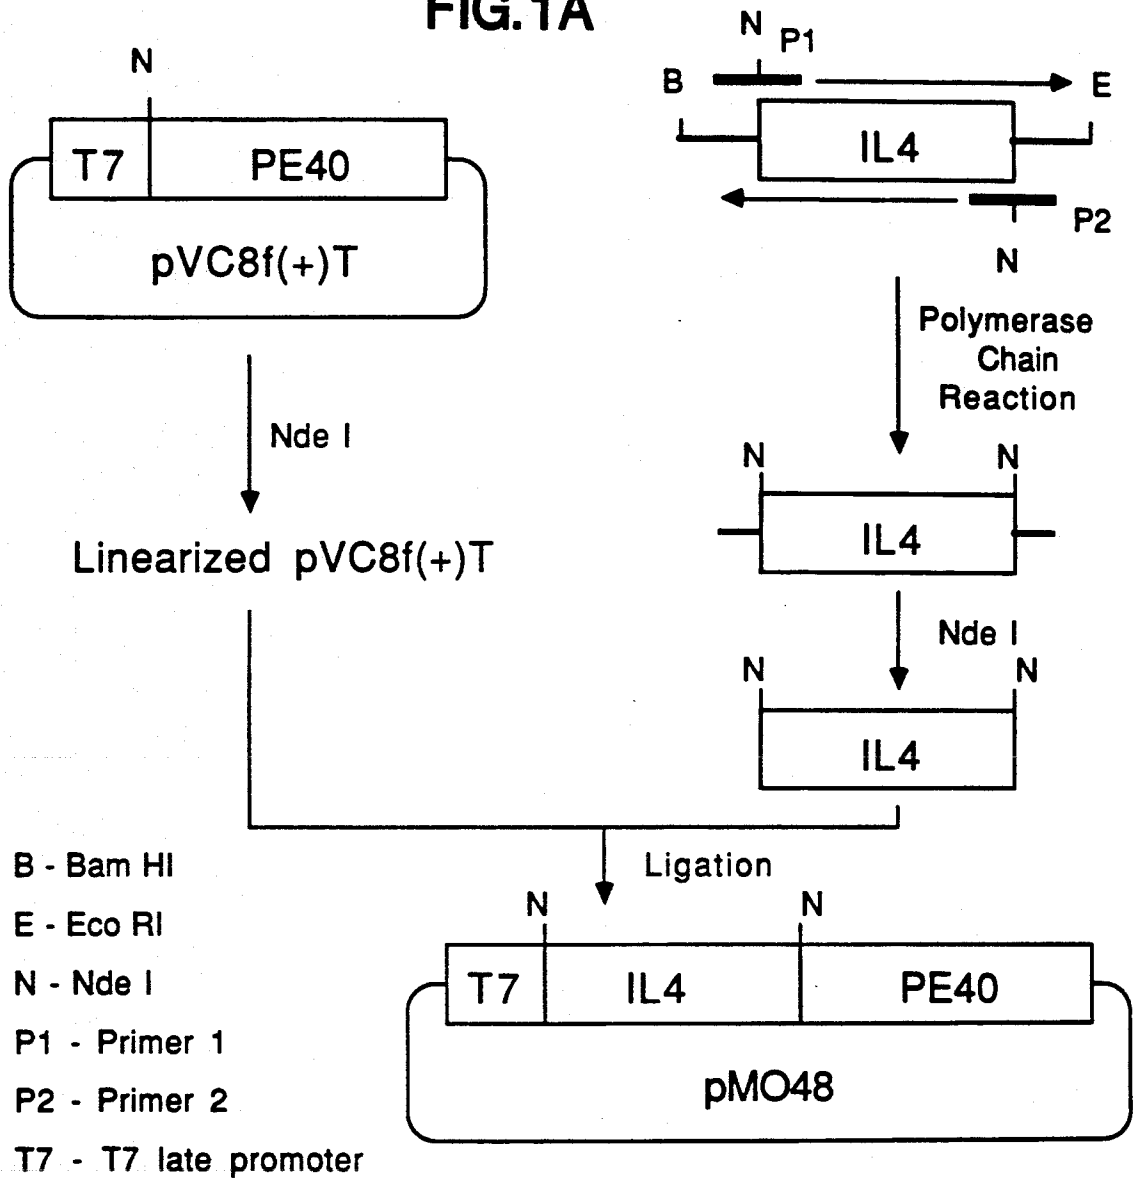 FIG.1A
N
T7 PE40
pVC8f(+)T
Nde I
Linearized pVC8f(+)T
N P1
B E
IL4
P2
N
Polymerase
Chain
Reaction
N N
IL4
Nde I
N N
IL4
Ligation
N N
T7 IL4 PE40
pMO48
B - Bam HI
E - Eco RI
N - Nde I
P1 - Primer 1
P2 - Primer 2
T7 - T7 late promoter